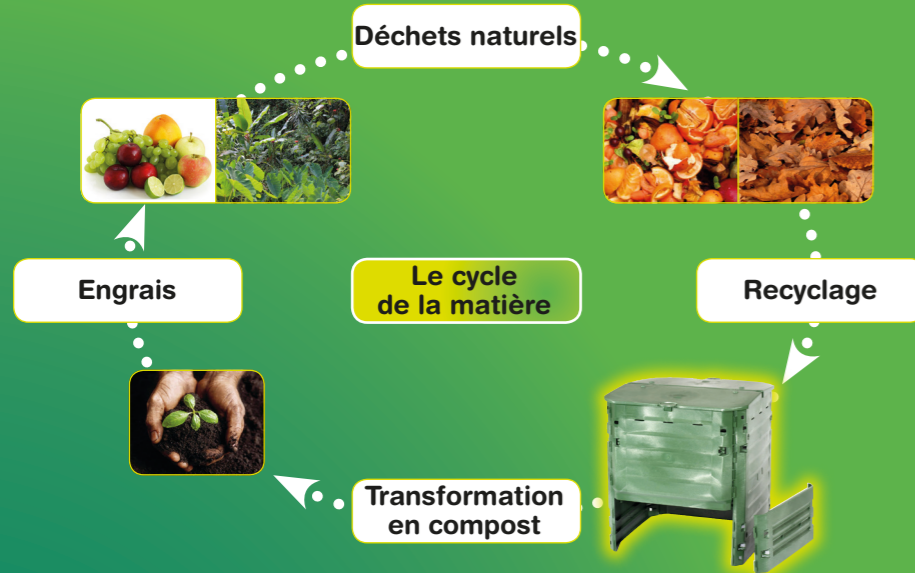 Déchets naturels
Engrais
Le cycle
de la matière
Recyclage
Transformation
en compost